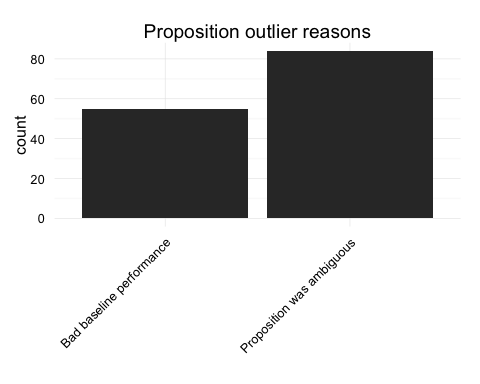 Proposition outlier reasons
80
60
40
20
0
count
Bad baseline performance
Proposition was ambiguous